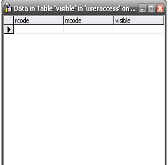 Data in Table 'visible' in 'useraccess' on ...
rcode mcode visible